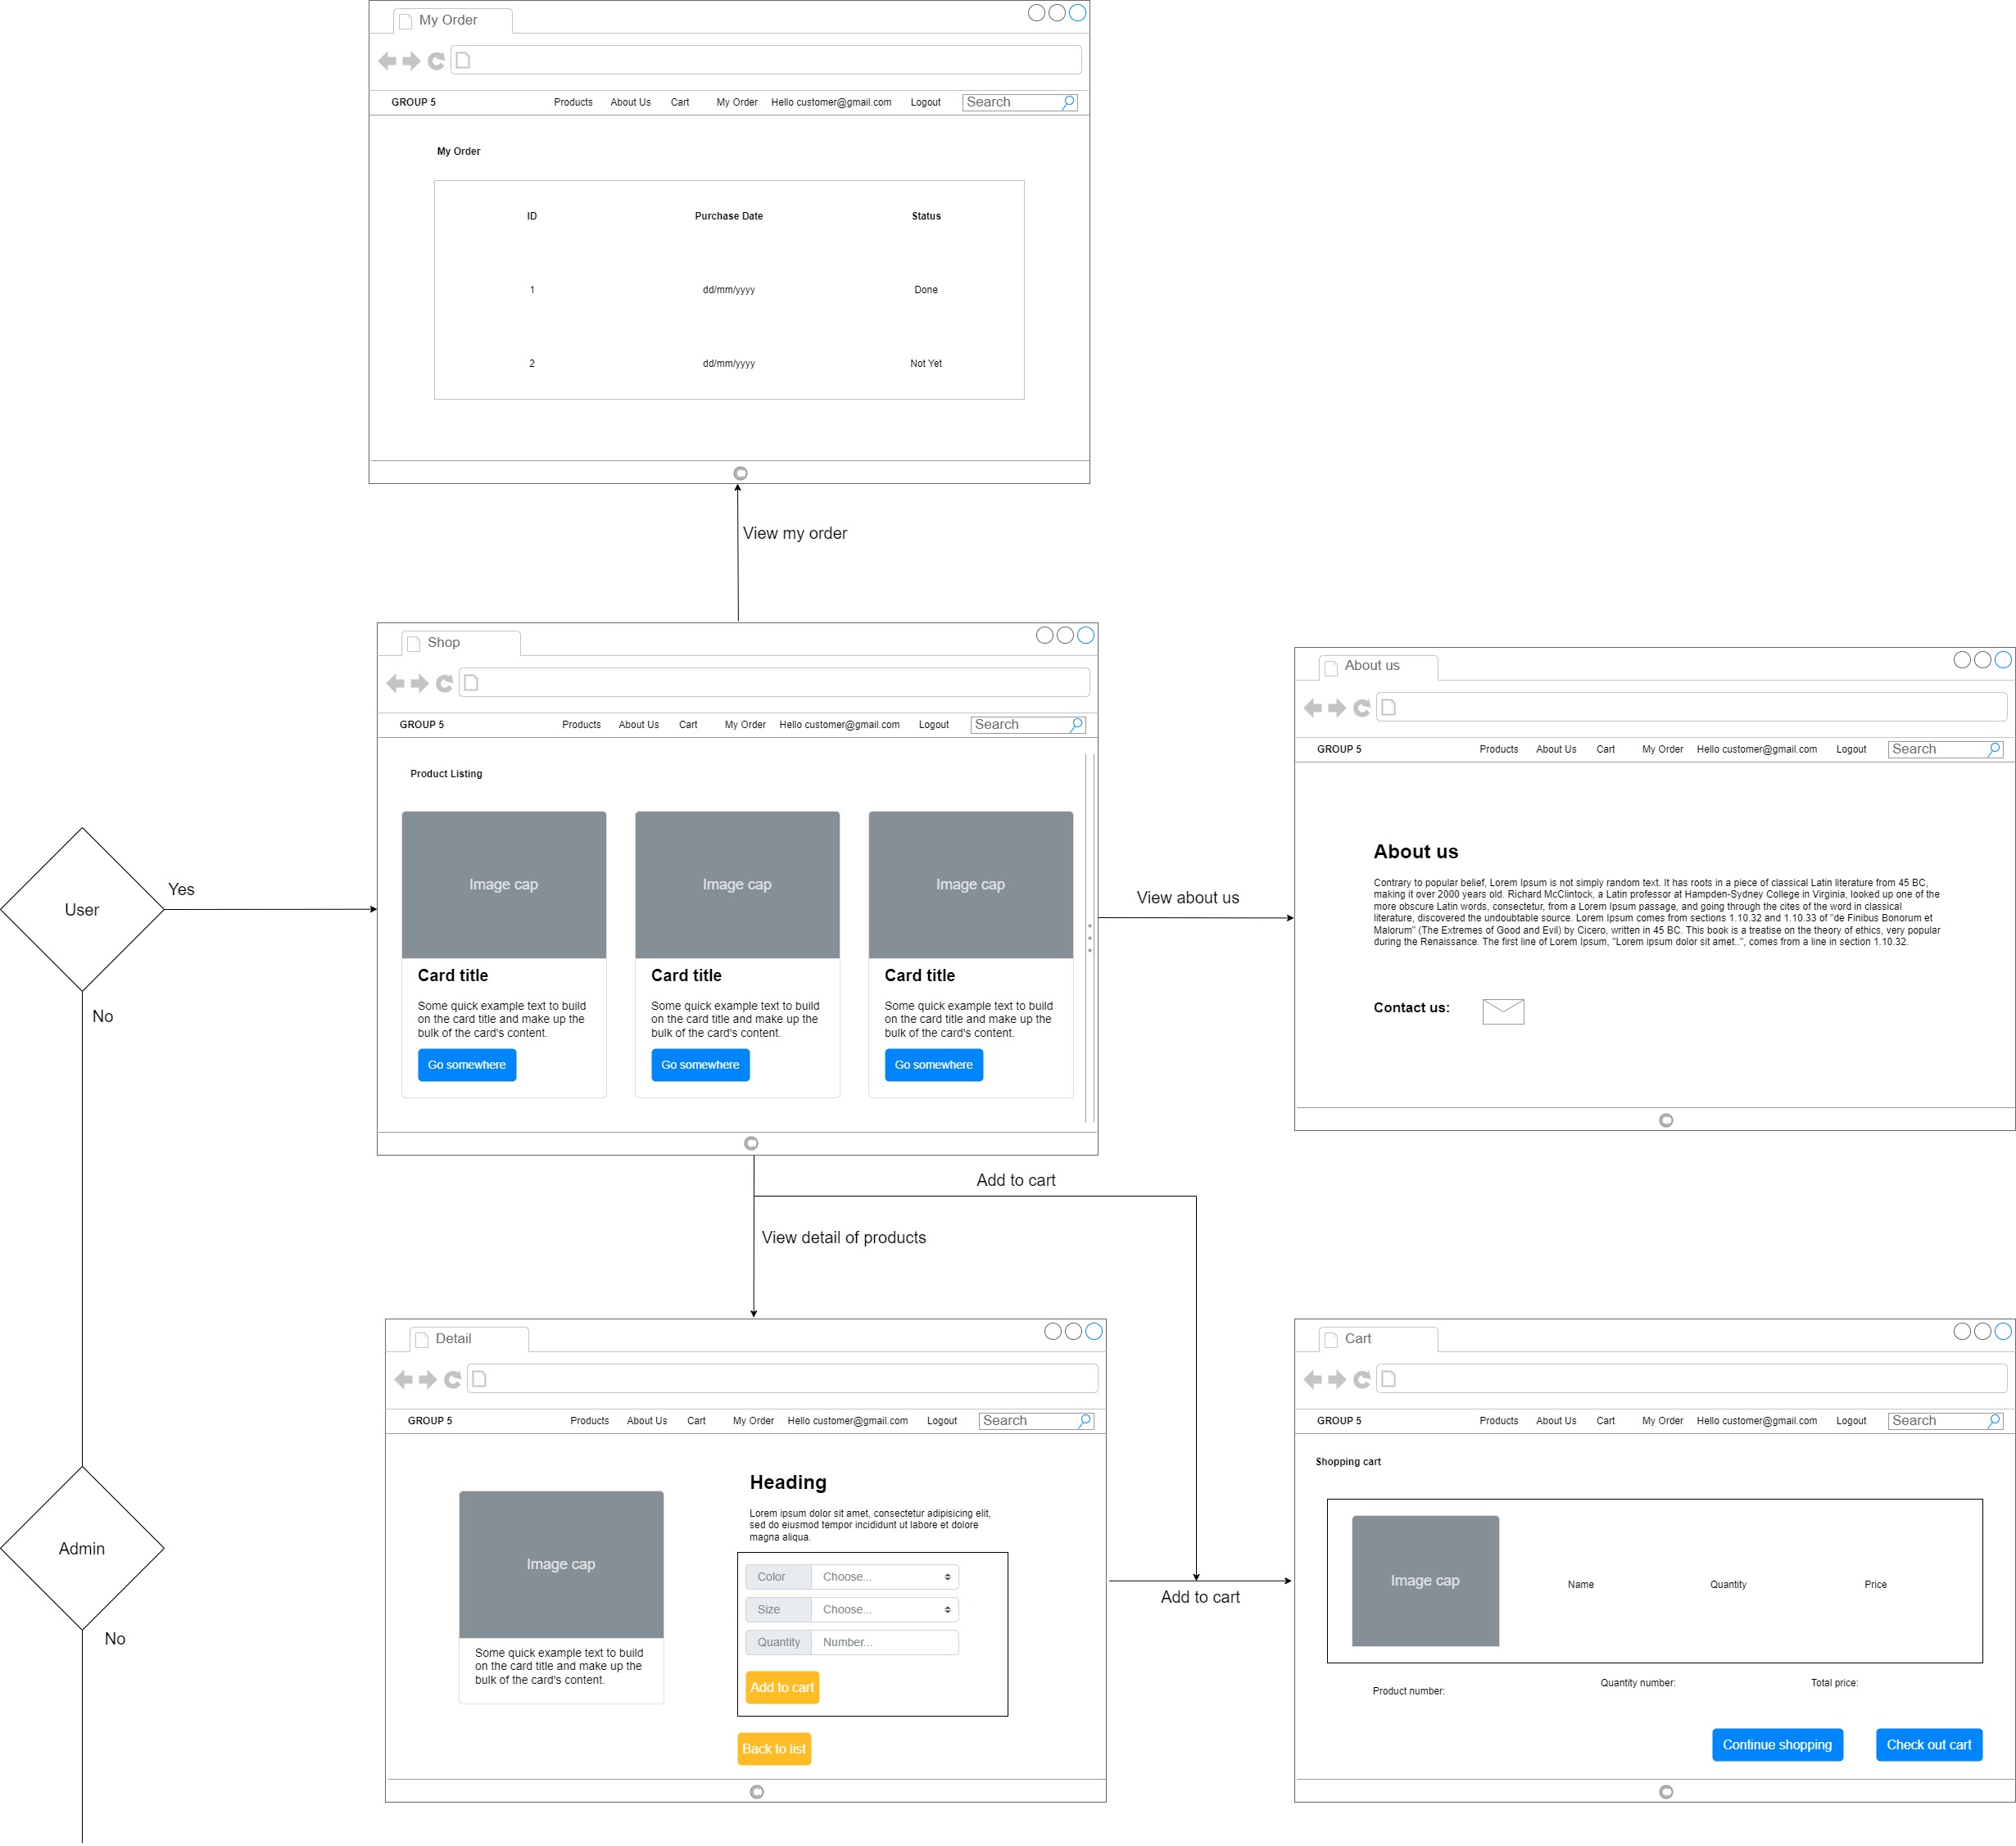 My Order
GROUP 5 Products About Us Cart My Order Hello customer@gmail.com Logout Search
My Order
ID Purchase Date Status
1 dd/mm/yyyy Done
2 dd/mm/yyyy Not Yet
View my order
Shop
GROUP 5 Products About Us Cart My Order Hello customer@gmail.com Logout Search
Product Listing
Image cap
Card title
Some quick example text to build
on the card title and make up the
bulk of the card's content.
Go somewhere
Image cap
Card title
Some quick example text to build
on the card title and make up the
bulk of the card's content.
Go somewhere
Image cap
Card title
Some quick example text to build
on the card title and make up the
bulk of the card's content.
Go somewhere
View about us
About us
GROUP 5 Products About Us Cart My Order Hello customer@gmail.com Logout Search
About us
Contrary to popular belief, Lorem Ipsum is not simply random text. It has roots in a piece of classical Latin literature from 45 BC,
making it over 2000 years old. Richard McClintock, a Latin professor at Hampden-Sydney College in Virginia, looked up one of the
more obscure Latin words, consectetur, from a Lorem Ipsum passage, and going through the cites of the word in classical
literature, discovered the undoubtable source. Lorem Ipsum comes from sections 1.10.32 and 1.10.33 of "de Finibus Bonorum et
Malorum" (The Extremes of Good and Evil) by Cicero, written in 45 BC. This book is a treatise on the theory of ethics, very popular
during the Renaissance. The first line of Lorem Ipsum, "Lorem ipsum dolor sit amet..", comes from a line in section 1.10.32.
Contact us:
User
Yes
No
Add to cart
View detail of products
Detail
GROUP 5 Products About Us Cart My Order Hello customer@gmail.com Logout Search
Image cap
Some quick example text to build
on the card title and make up the
bulk of the card's content.
Heading
Lorem ipsum dolor sit amet, consectetur adipisicing elit,
sed do eiusmod tempor incididunt ut labore et dolore
magna aliqua.
Color Choose...
Size Choose...
Quantity Number...
Add to cart
Back to list
Add to cart
Cart
GROUP 5 Products About Us Cart My Order Hello customer@gmail.com Logout Search
Shopping cart
Image cap Name Quantity Price
Product number: Quantity number: Total price:
Continue shopping Check out cart
Admin
No